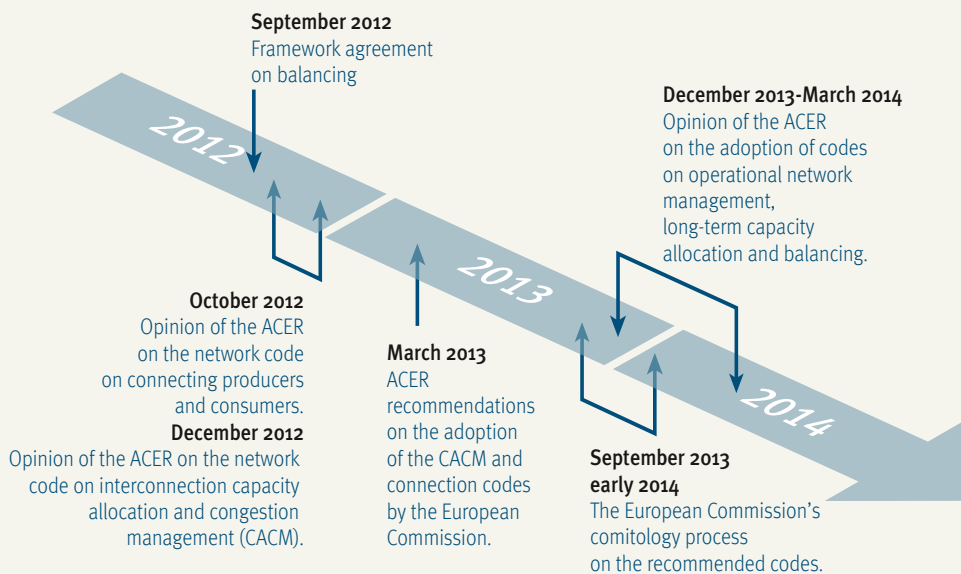 September 2012
Framework agreement
on balancing
December 2013-March 2014
Opinion of the ACER
on the adoption of codes
on operational network
management,
long-term capacity
allocation and balancing.
2012
2013
2014
October 2012
Opinion of the ACER
on the network code
on connecting producers
and consumers.
December 2012
Opinion of the ACER on the network
code on interconnection capacity
allocation and congestion
management (CACM).
March 2013
ACER
recommendations
on the adoption
of the CACM and
connection codes
by the European
Commission.
September 2013
early 2014
The European Commission’s
comitology process
on the recommended codes.